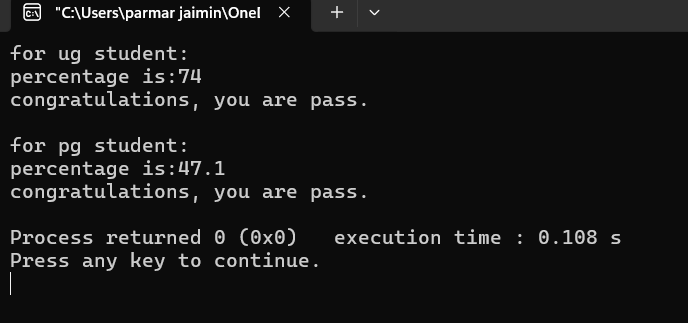 "C:\Users\parmar jaimin\Onel
for ug student:
percentage is:74
congratulations, you are pass.
for pg student:
percentage is:47.1
congratulations, you are pass.
Process returned 0 (0x0)   execution time : 0.108 s
Press any key to continue.